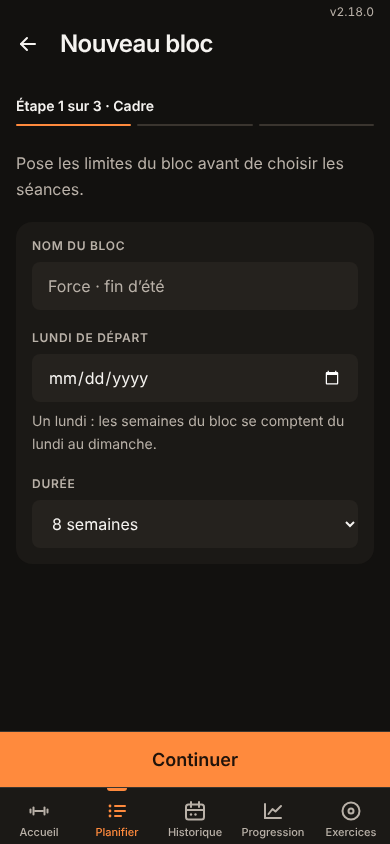 v2.18.0
Nouveau bloc
Étape 1 sur 3 · Cadre
Pose les limites du bloc avant de choisir les
séances.
NOM DU BLOC
Force · fin d’été
LUNDI DE DÉPART
mm/dd/yyyy
Un lundi : les semaines du bloc se comptent du
lundi au dimanche.
DURÉE
8 semaines
Continuer
Accueil Planifier Historique Progression Exercices